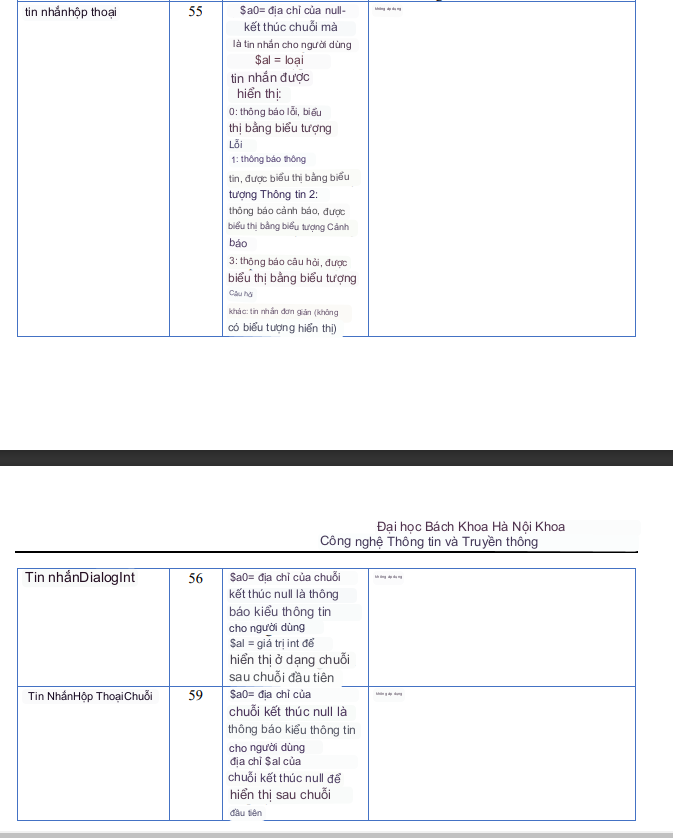 tin nhắnhộp thoại
55
$a0= địa chỉ của null-
kết thúc chuỗi mà
là tin nhắn cho người dùng
$al = loại
tin nhắn được
hiển thị:
0: thông báo lỗi, biểu
thị bằng biểu tượng
Lỗi
1: thông báo thông
tin, được biểu thị bằng biểu
tượng Thông tin 2:
thông báo cảnh báo, được
biểu thị bằng biểu tượng Cảnh
báo
3: thông báo câu hỏi, được
biểu thị bằng biểu tượng
Câu hỏi
khác: tin nhắn đơn giản (không
có biểu tượng hiển thị)
không áp dụng
Đại học Bách Khoa Hà Nội Khoa
Công nghệ Thông tin và Truyền thông
Tin nhắnDialogInt
56
$a0= địa chỉ của chuỗi
kết thúc null là thông
báo kiểu thông tin
cho người dùng
$al = giá trị int để
hiển thị ở dạng chuỗi
sau chuỗi đầu tiên
không áp dụng
Tin NhắnHộp ThoạiChuỗi
59
$a0= địa chỉ của
chuỗi kết thúc null là
thông báo kiểu thông tin
cho người dùng
địa chỉ $al của
chuỗi kết thúc null để
hiển thị sau chuỗi
đầu tiên
không áp dụng